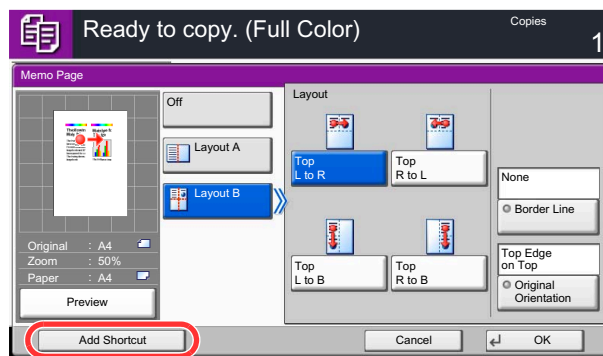 Ready to copy. (Full Color)
Copies
1
Memo Page
Off
Layout A
Layout B
Layout
Top
L to R
Top
R to L
Top
L to B
Top
R to B
None
Border Line
Top Edge
on Top
Original
Orientation
Original : A4
Zoom : 50%
Paper : A4
Preview
Add Shortcut
Cancel
OK